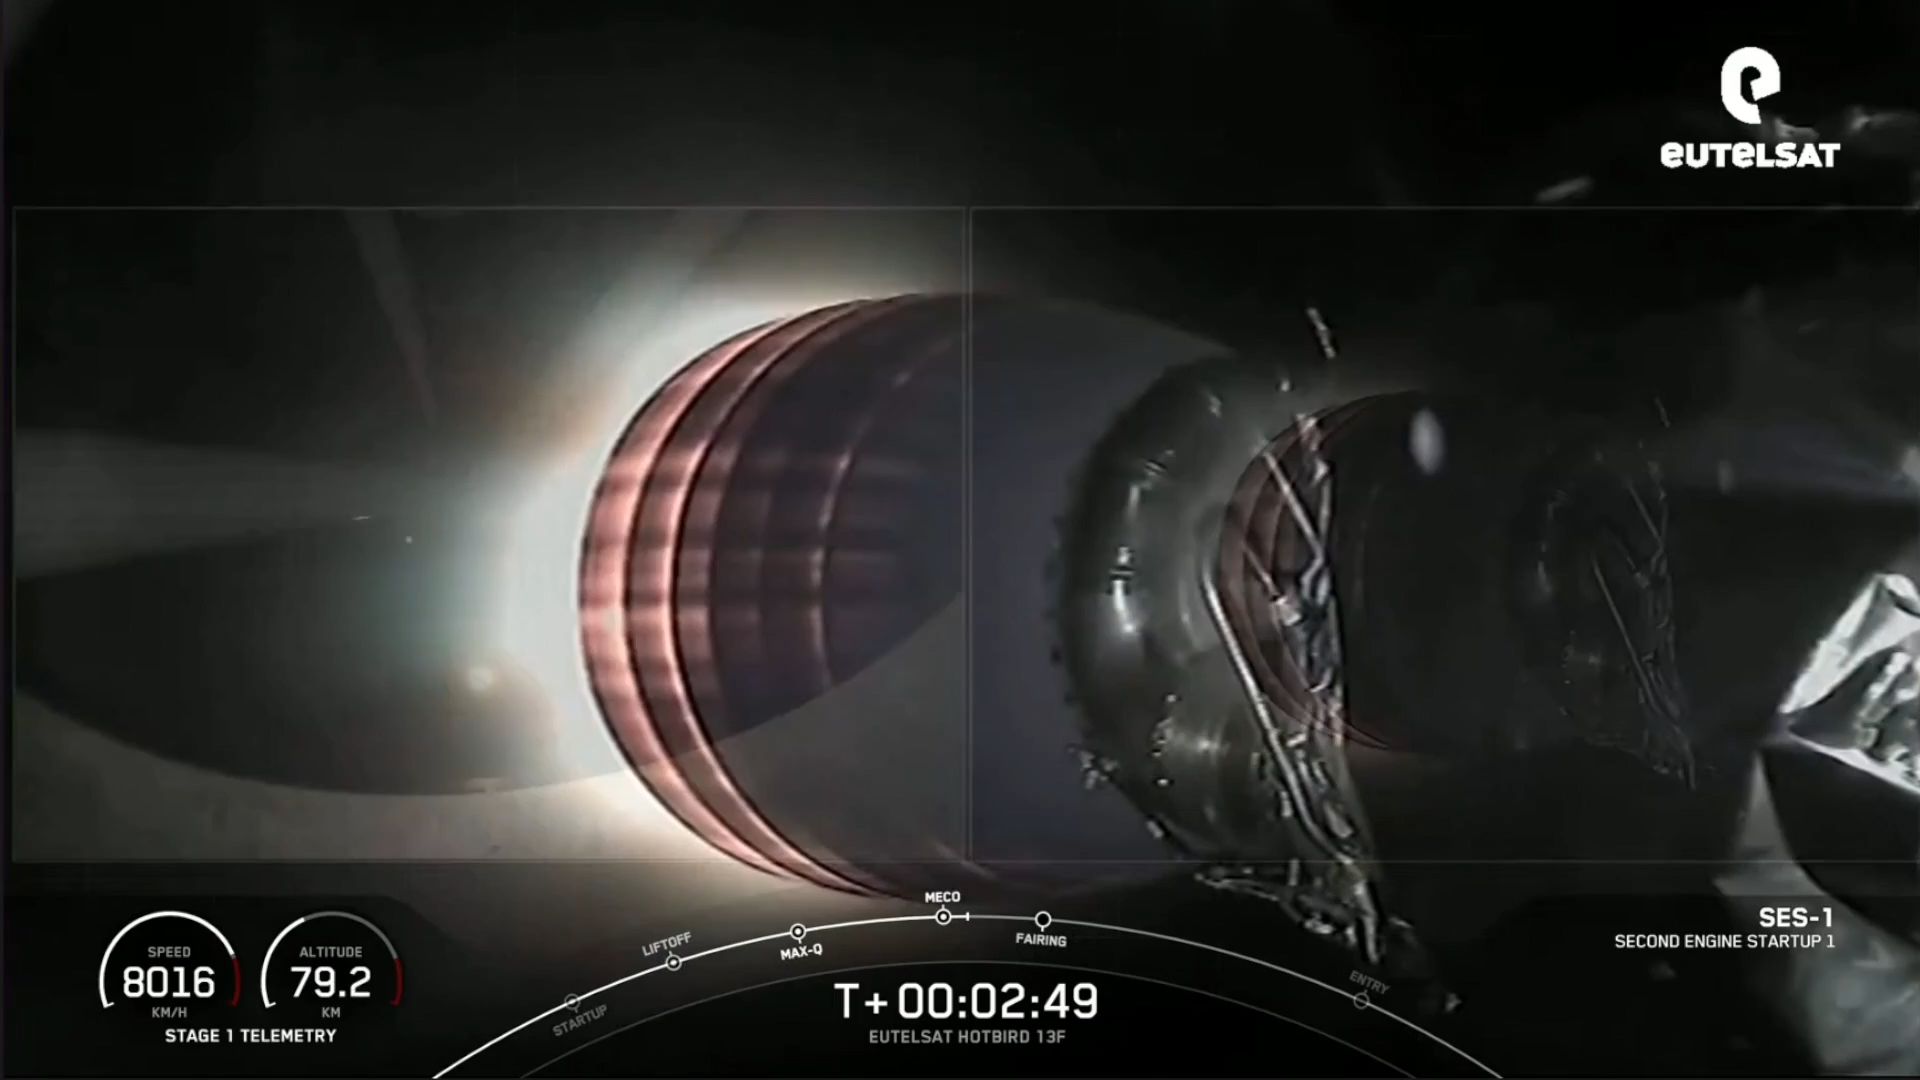 eUTeLSAT
MECO
LIFTOFF
MAX-Q
FAIRING
STARTUP
ENTRY
SPEED
8016
KM/H
ALTITUDE
79.2
KM
STAGE 1 TELEMETRY
T+00:02:49
EUTELSAT HOTBIRD 13F
SES-1
SECOND ENGINE STARTUP 1